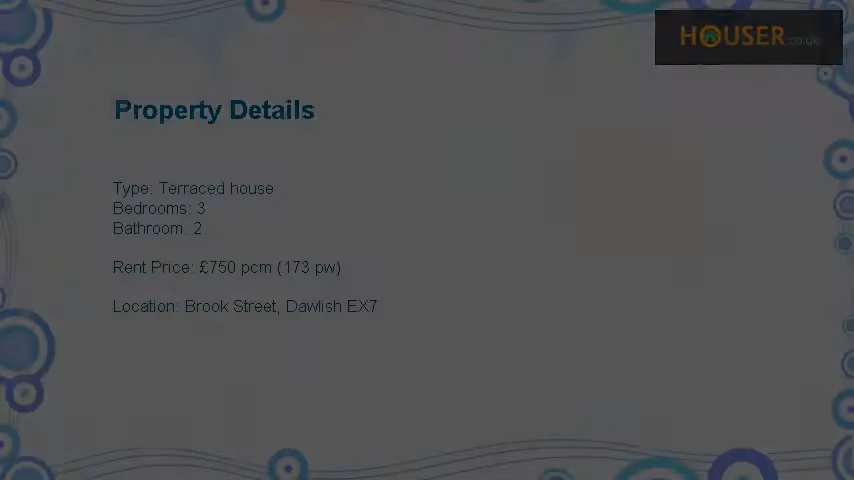 HOUSER.co.uk
Property Details
Type: Terraced house
Bedrooms: 3
Bathroom: 2
Rent Price: £750 pcm (173 pw)
Location: Brook Street, Dawlish EX7